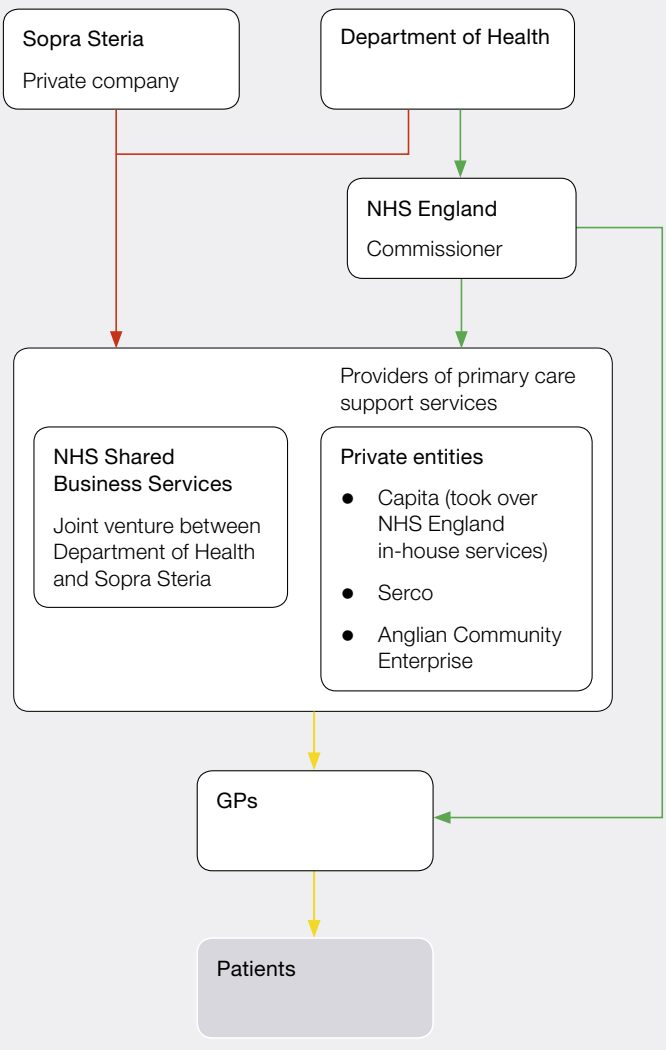 Sopra Steria
Private company
Department of Health
NHS England
Commissioner
Providers of primary care
support services
NHS Shared
Business Services
Joint venture between
Department of Health
and Sopra Steria
Private entities
● Capita (took over
NHS England
in-house services)
● Serco
● Anglian Community
Enterprise
GPs
Patients